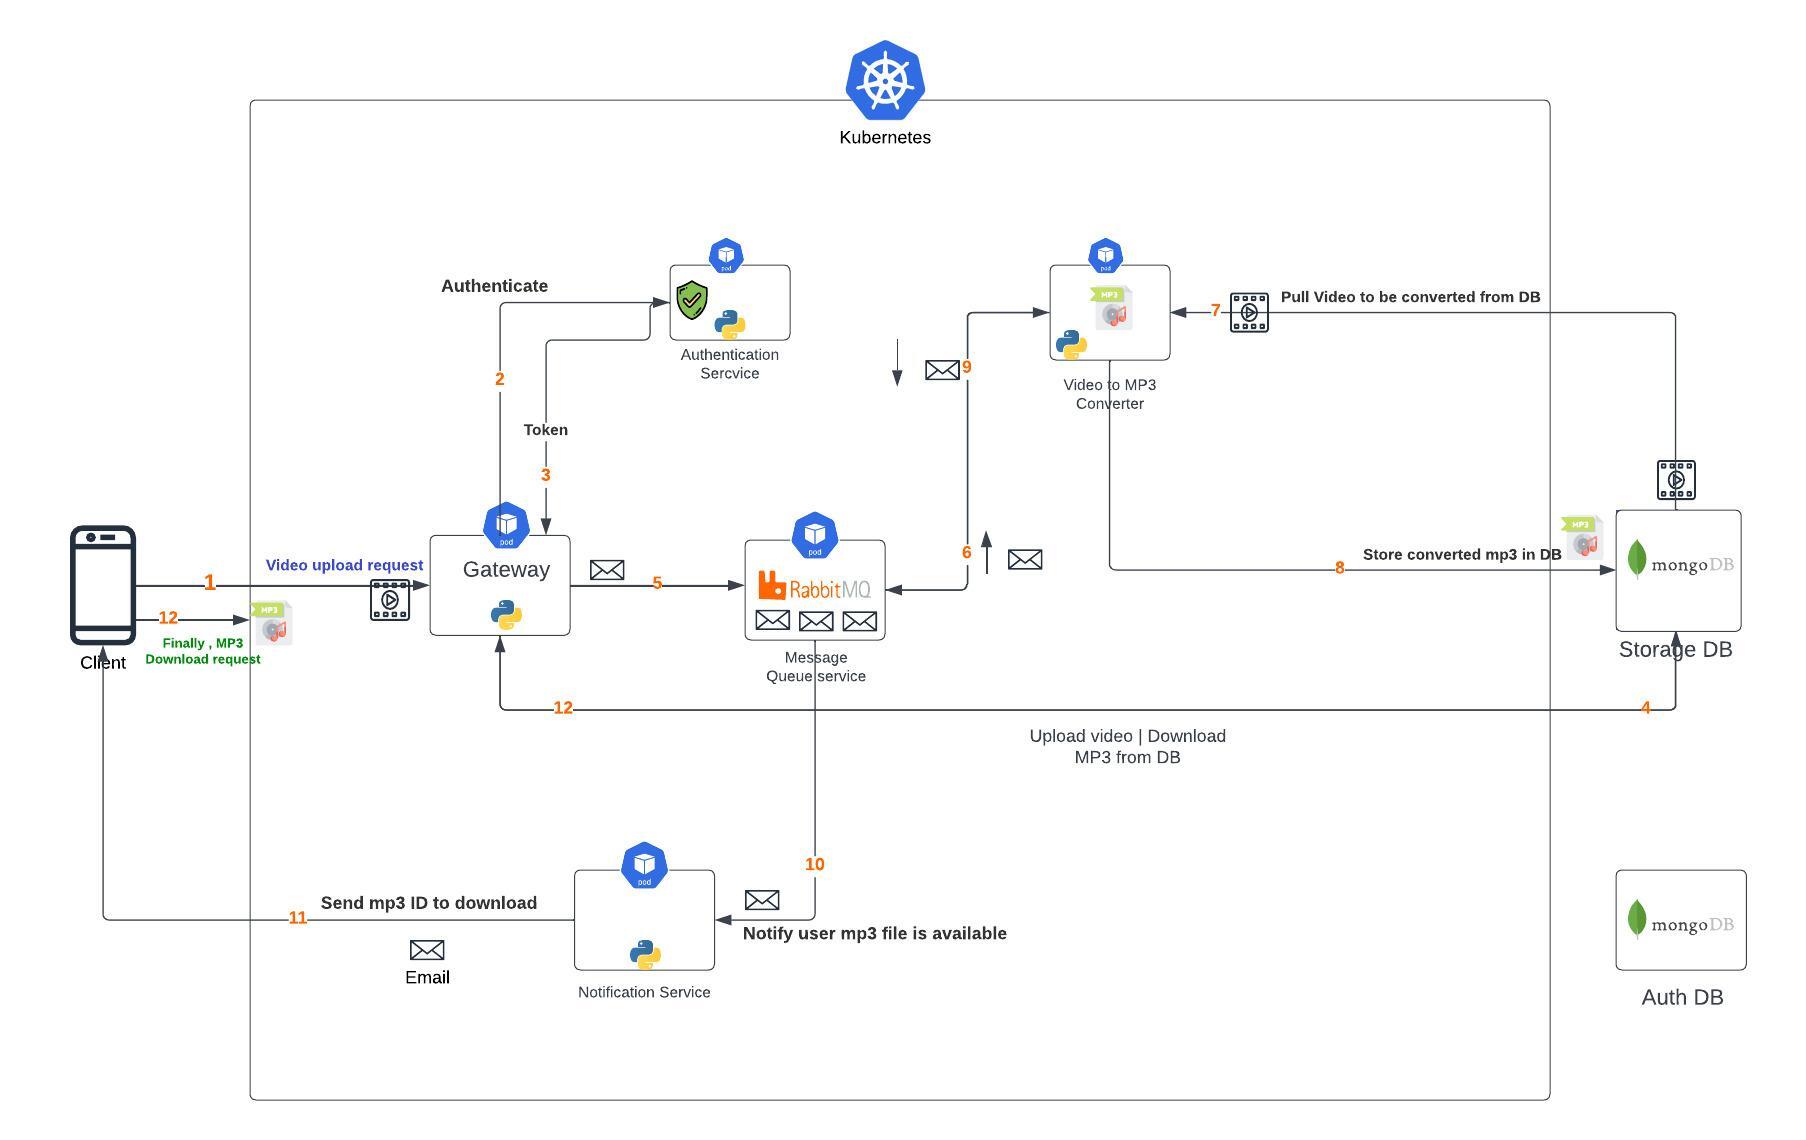 Kubernetes
pod
pod
MP3
Authenticate
Authentication
Sercvice
2
Token
3
9
7
Pull Video to be converted from DB
Video to MP3
Converter
pod
pod
Gateway
Video upload request
1
12
MP3
Finally , MP3
Download request
Client
5
RabbitMQ
Message
Queue service
6
8
Store converted mp3 in DB
MP3
mongoDB
Storage DB
12
4
Upload video | Download
MP3 from DB
10
pod
11
Send mp3 ID to download
Email
Notify user mp3 file is available
Notification Service
mongoDB
Auth DB